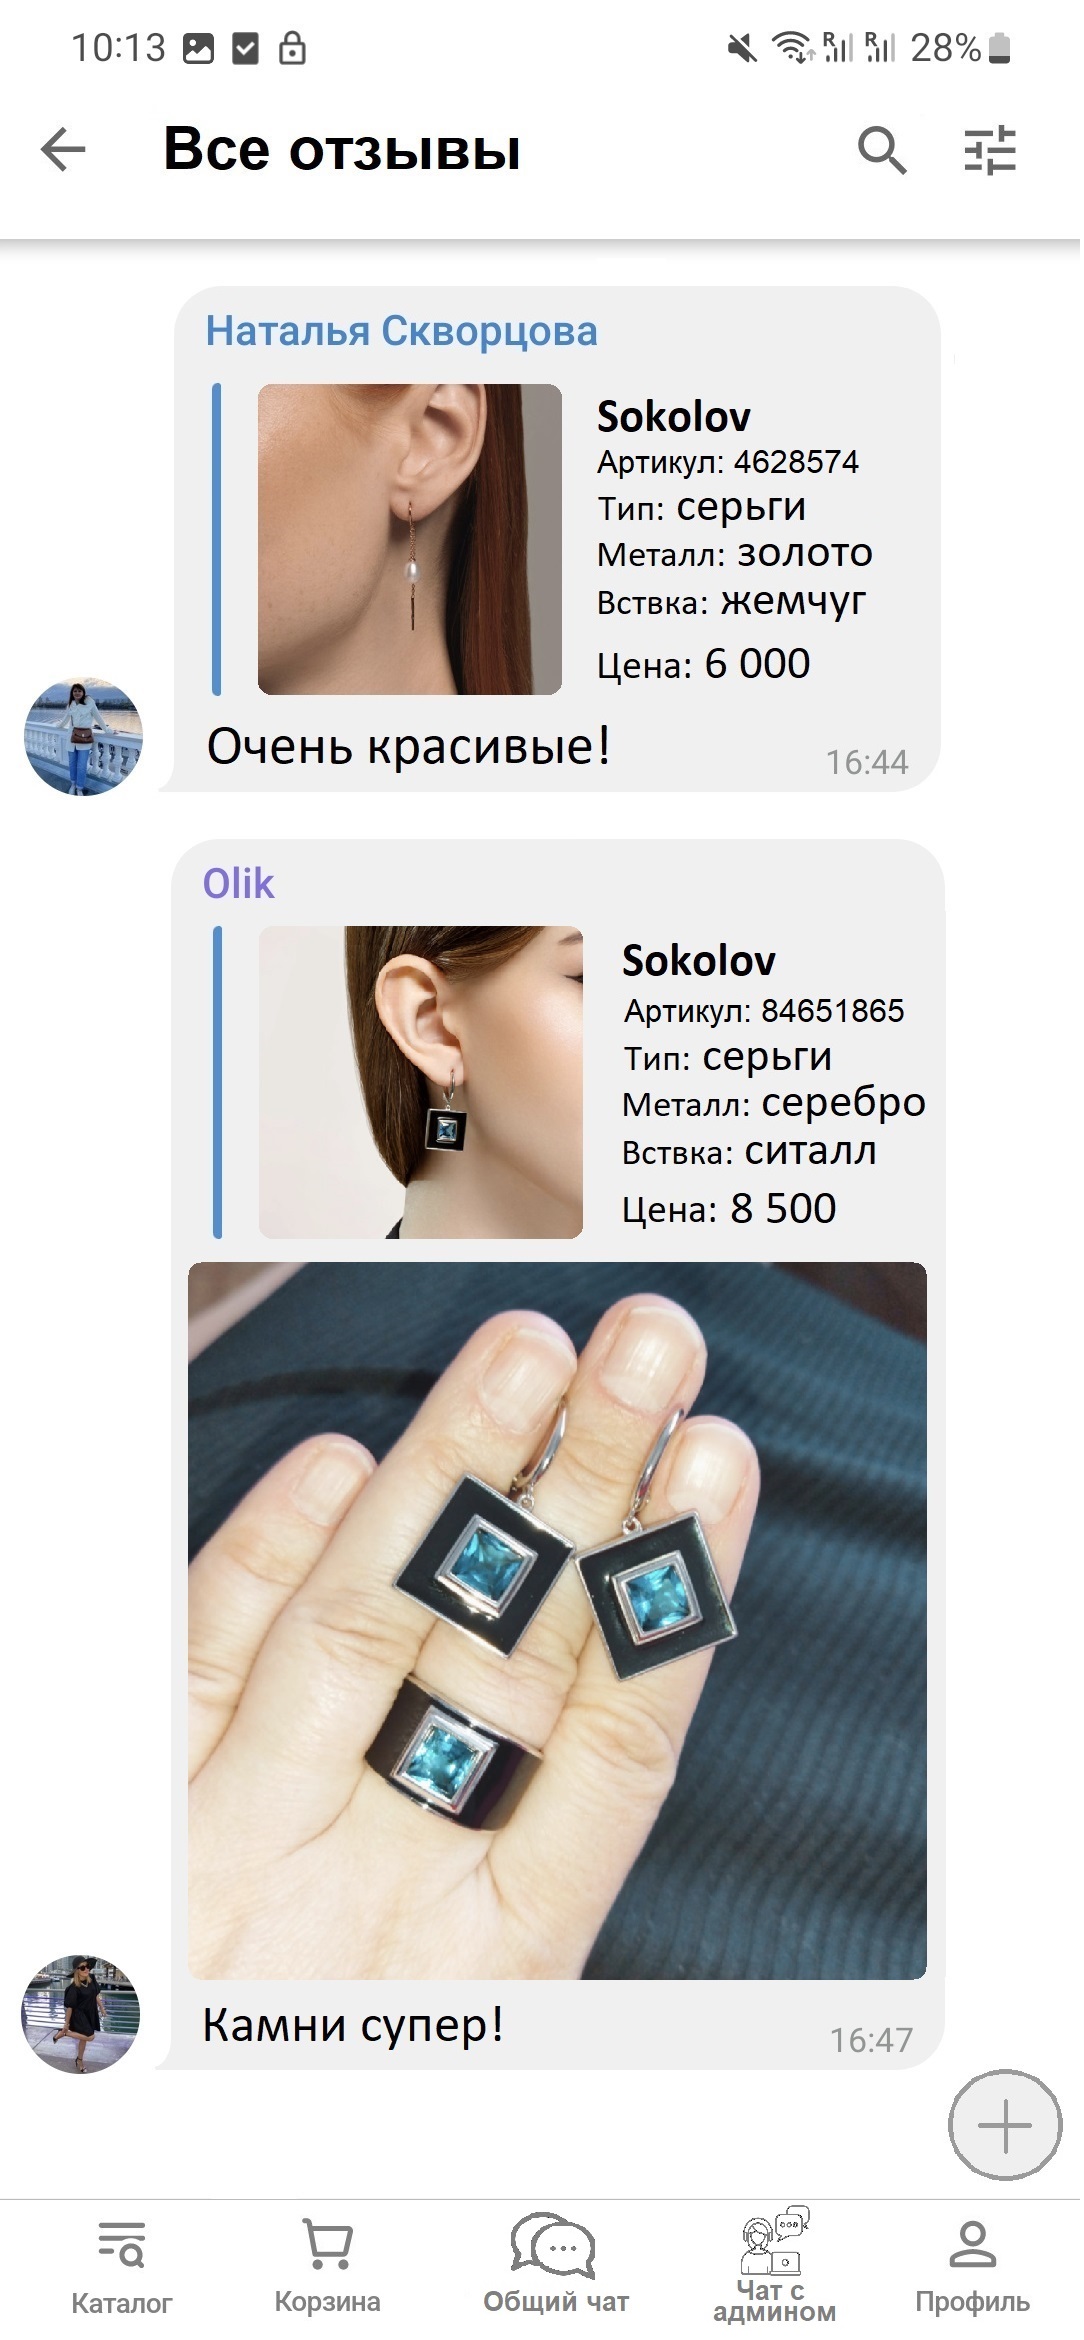 10:13 R R 28%
Все отзывы
Наталья Скворцова
Sokolov
Артикул: 4628574
Тип: серьги
Металл: золото
Вствка: жемчуг
Цена: 6 000
Очень красивые!
16:44
Olik
Sokolov
Артикул: 84651865
Тип: серьги
Металл: серебро
Вствка: ситалл
Цена: 8 500
Камни супер!
16:47
Каталог
Корзина
Общий чат
Чат с
админом
Профиль